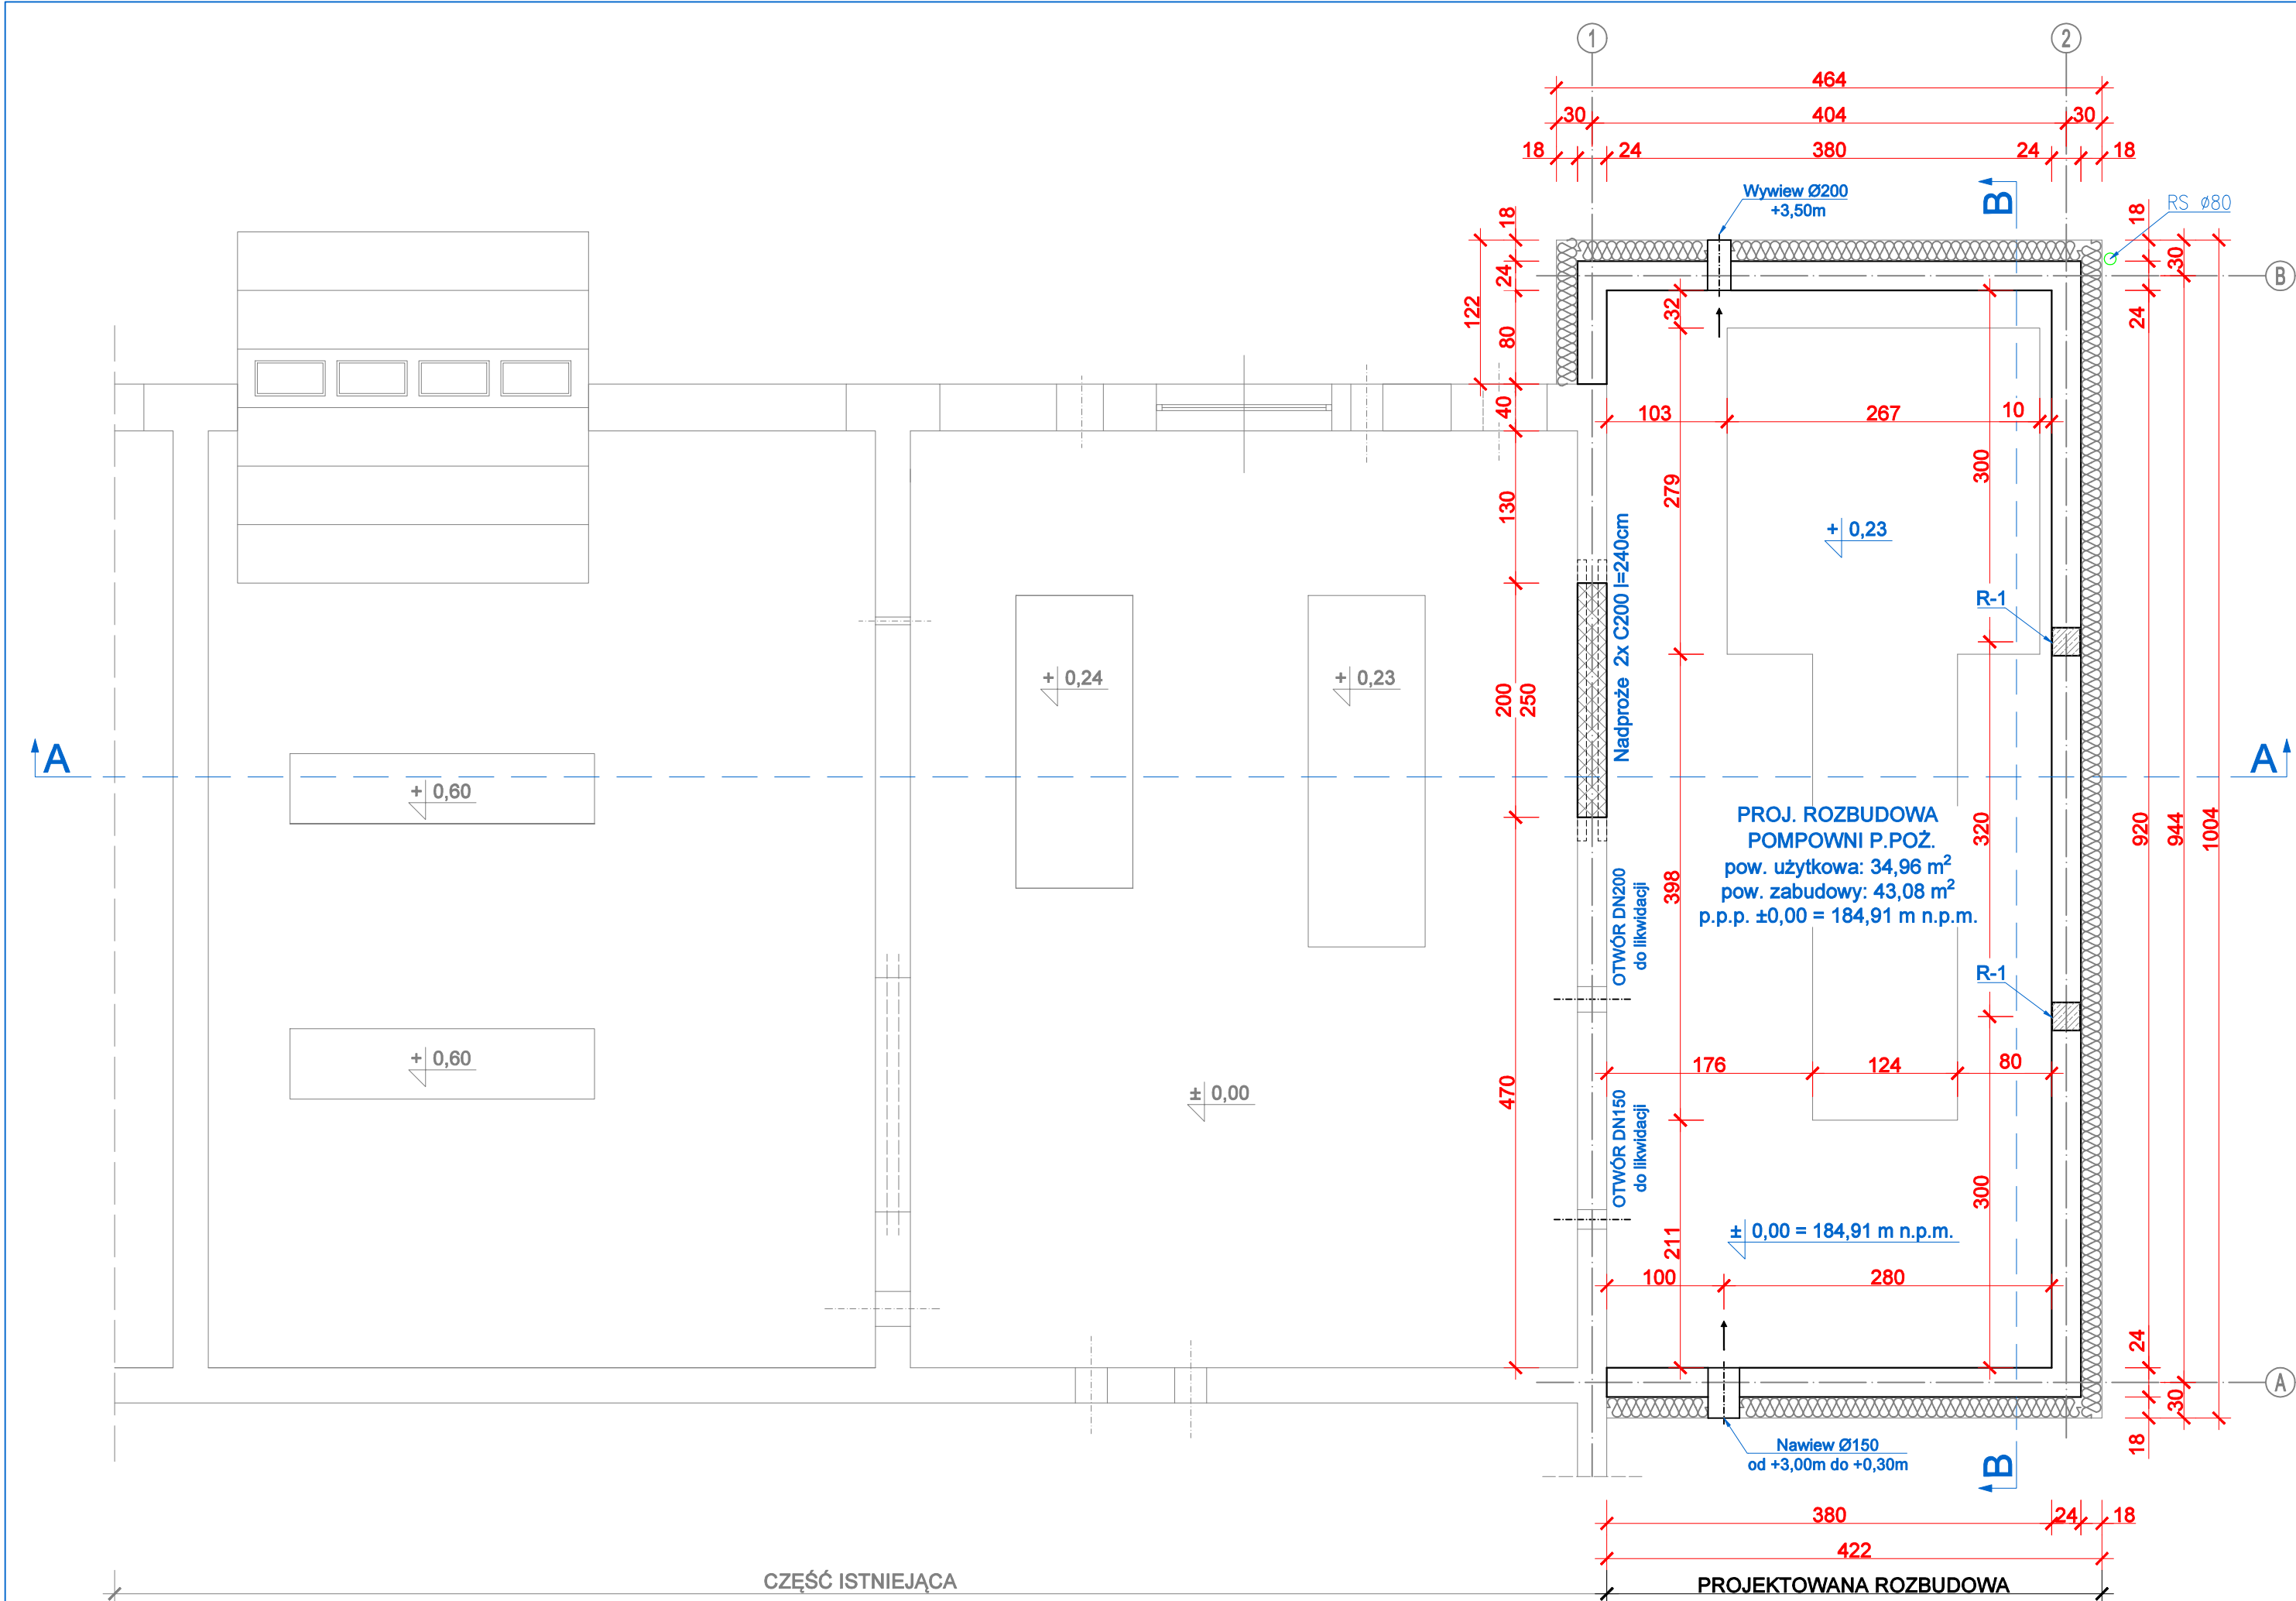 1
2
464
30
404
30
18
24
380
24
18
Wywiew Ø200
+3,50m
B
RS ø80
18
24
80
122
40
130
200
250
470
18
30
24
B
32
279
398
211
103
267
10
300
320
300
+ 0,23
R-1
R-1
Nadproże 2x C200 l=240cm
+ 0,24
+ 0,23
A
A
+ 0,60
+ 0,60
± 0,00
PROJ. ROZBUDOWA
POMPOWNI P.POŻ.
pow. użytkowa: 34,96 m²
pow. zabudowy: 43,08 m²
p.p.p. ±0,00 = 184,91 m n.p.m.
920
944
1004
OTWÓR DN200
do likwidacji
176
124
80
OTWÓR DN150
do likwidacji
± 0,00 = 184,91 m n.p.m.
100
280
24
30
18
A
Nawiew Ø150
od +3,00m do +0,30m
B
380
24
18
422
CZĘŚĆ ISTNIEJĄCA
PROJEKTOWANA ROZBUDOWA